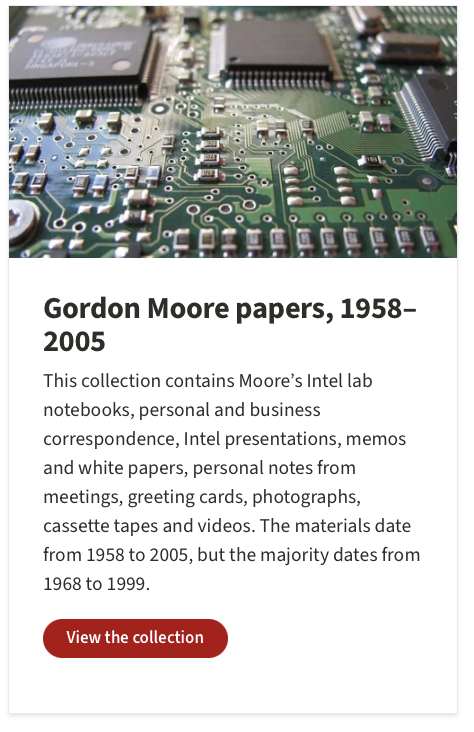 Gordon Moore papers, 1958–
2005
This collection contains Moore’s Intel lab
notebooks, personal and business
correspondence, Intel presentations, memos
and white papers, personal notes from
meetings, greeting cards, photographs,
cassette tapes and videos. The materials date
from 1958 to 2005, but the majority dates from
1968 to 1999.
View the collection